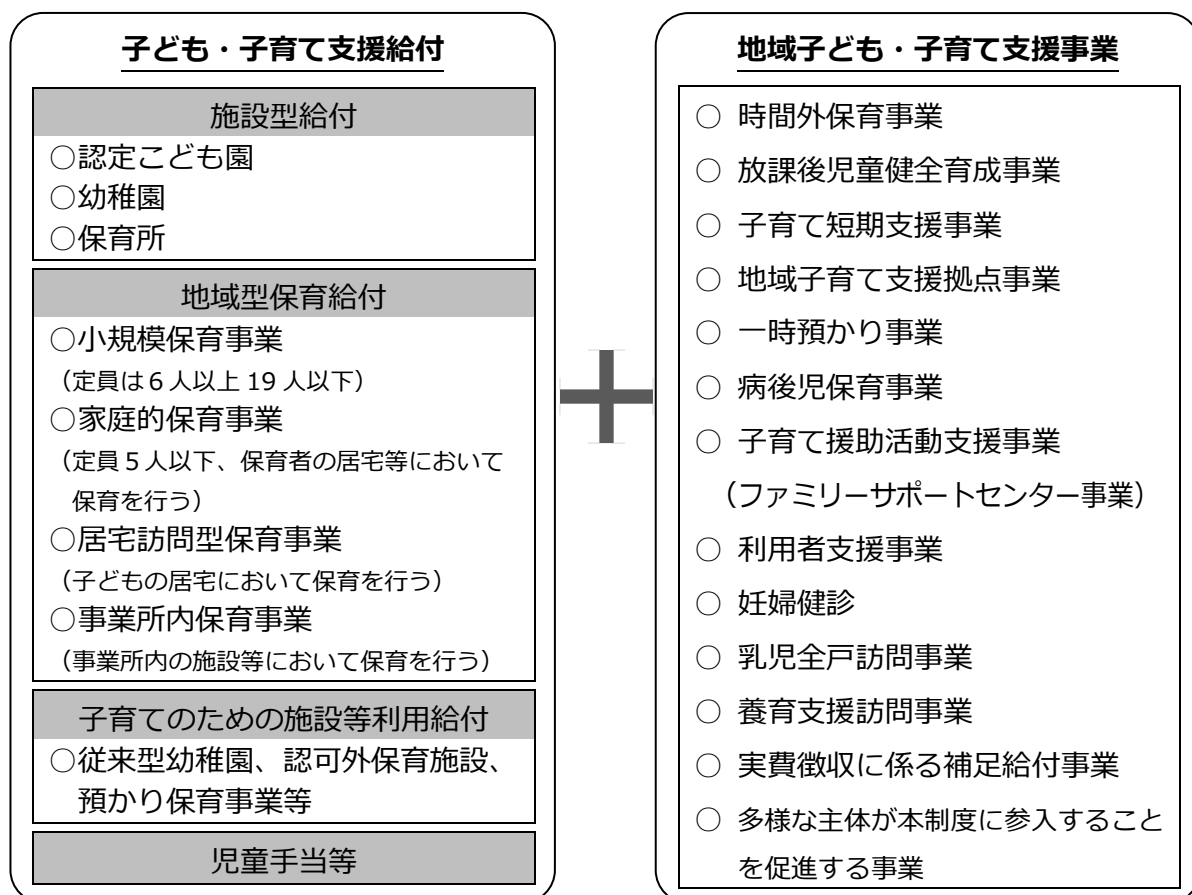 子ども・子育て支援給付
施設型給付
○認定こども園
○幼稚園
○保育所
地域型保育給付
○小規模保育事業
（定員は６人以上 19 人以下）
○家庭的保育事業
（定員５人以下、保育者の居宅等において
保育を行う）
○居宅訪問型保育事業
（子どもの居宅において保育を行う）
○事業所内保育事業
（事業所内の施設等において保育を行う）
子育てのための施設等利用給付
○従来型幼稚園、認可外保育施設、
預かり保育事業等
児童手当等
地域子ども・子育て支援事業
○ 時間外保育事業
○ 放課後児童健全育成事業
○ 子育て短期支援事業
○ 地域子育て支援拠点事業
○ 一時預かり事業
○ 病後児保育事業
○ 子育て援助活動支援事業
（ファミリーサポートセンター事業）
○ 利用者支援事業
○ 妊婦健診
○ 乳児全戸訪問事業
○ 養育支援訪問事業
○ 実費徴収に係る補足給付事業
○ 多様な主体が本制度に参入すること
を促進する事業